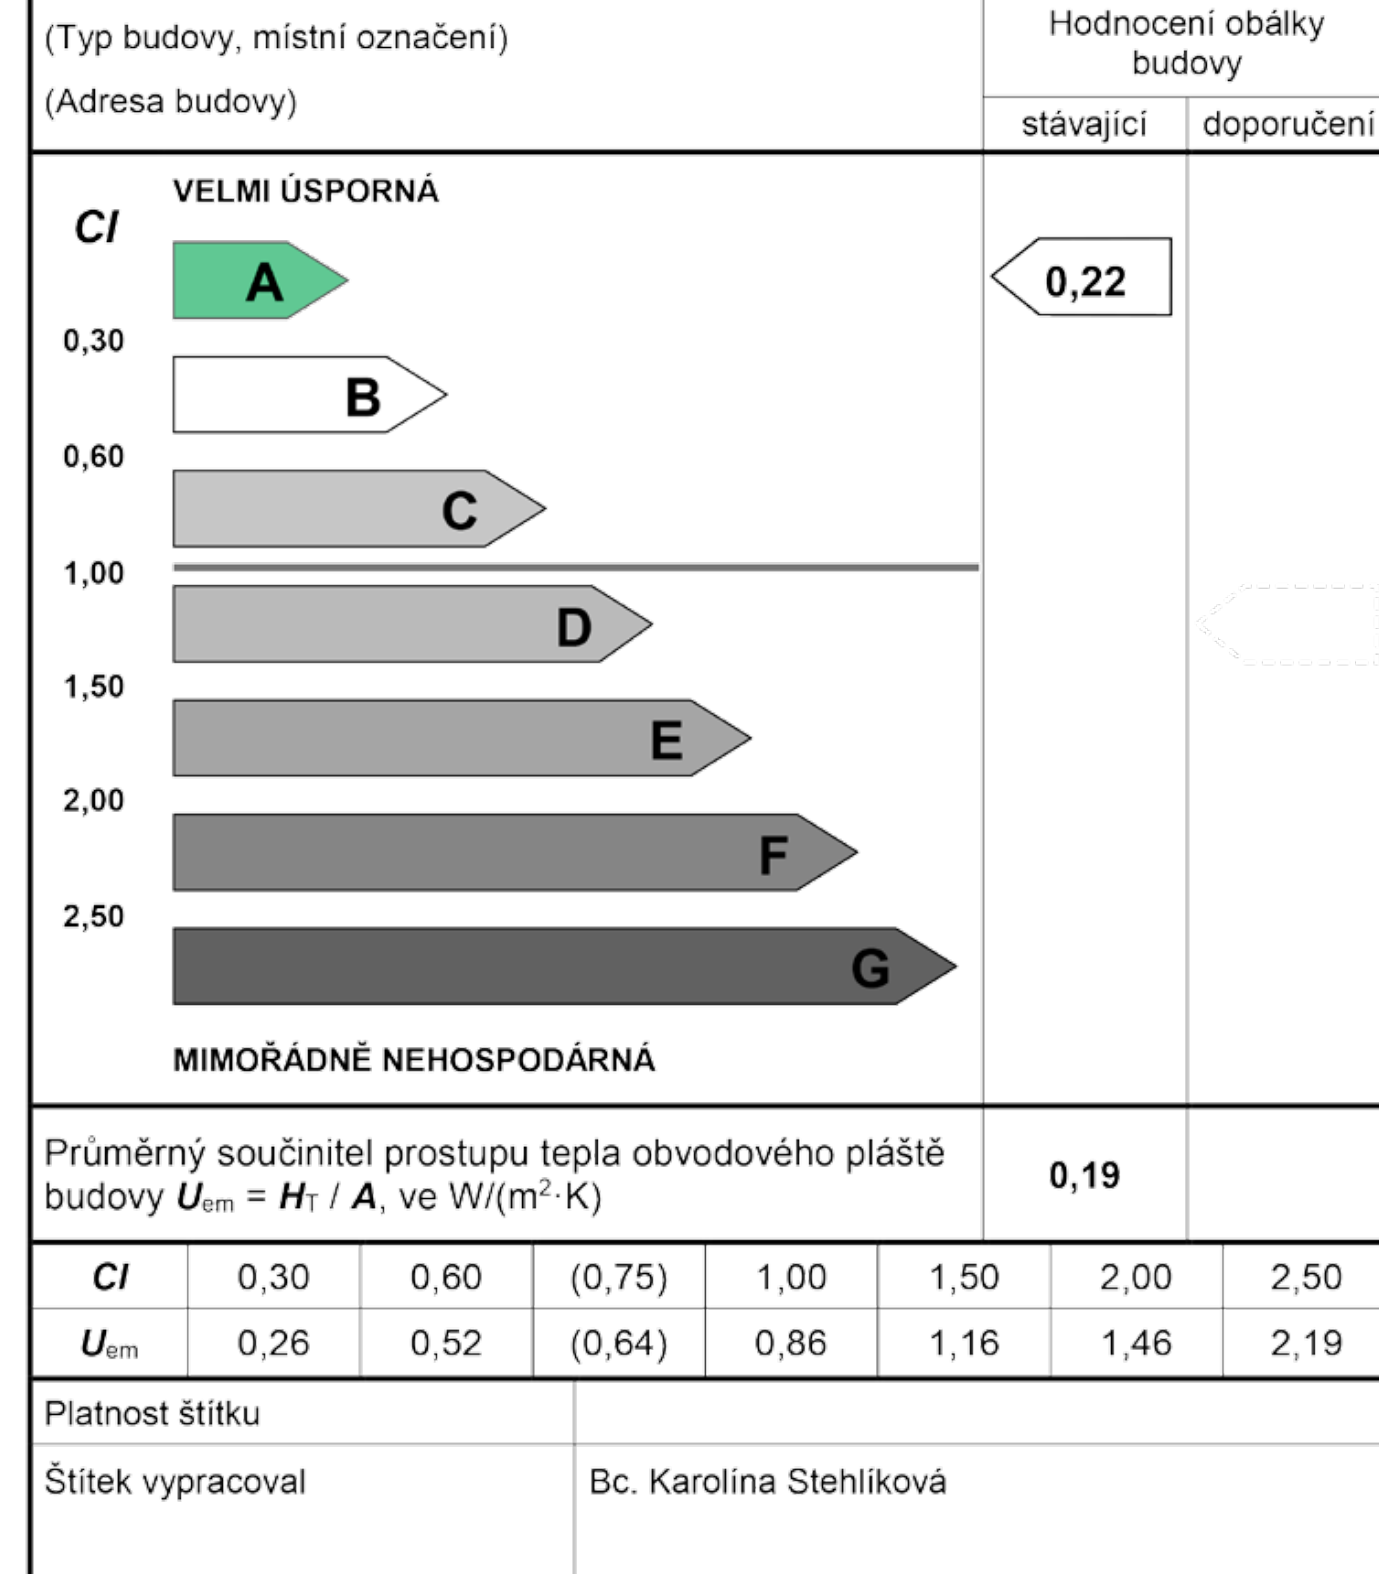 (Typ budovy, místní označení)
(Adresa budovy)
Hodnocení obálky
budovy
stávající doporučení
VELMI ÚSPORNÁ
CI
A
0,22
0,30
B
0,60
C
1,00
D
1,50
E
2,00
F
2,50
G
MIMOŘÁDNĚ NEHOSPODÁRNÁ
Průměrný součinitel prostupu tepla obvodového pláště
budovy Uem = HT / A, ve W/(m²·K)
0,19
CI 0,30 0,60 (0,75) 1,00 1,50 2,00 2,50
Uem 0,26 0,52 (0,64) 0,86 1,16 1,46 2,19
Platnost štítku
Štítek vypracoval Bc. Karolína Stehlíková